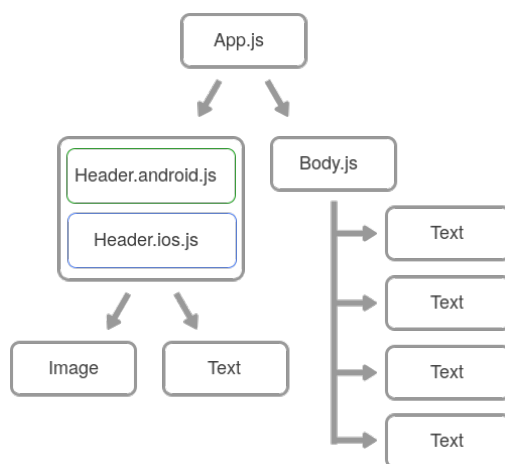 App.js
Header.android.js
Header.ios.js
Body.js
Image
Text
Text
Text
Text
Text